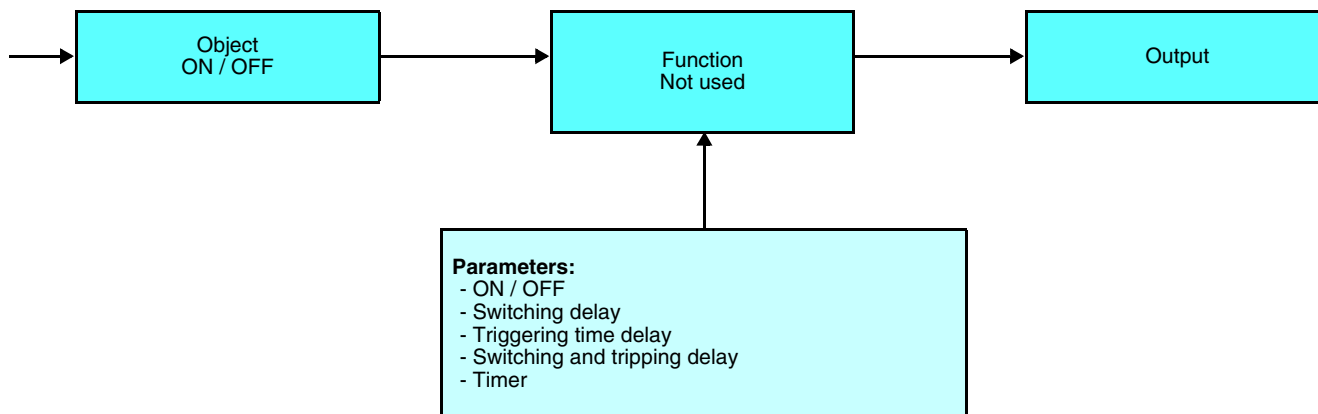 Object
ON / OFF
Function
Not used
Output
Parameters:
- ON / OFF
- Switching delay
- Triggering time delay
- Switching and tripping delay
- Timer